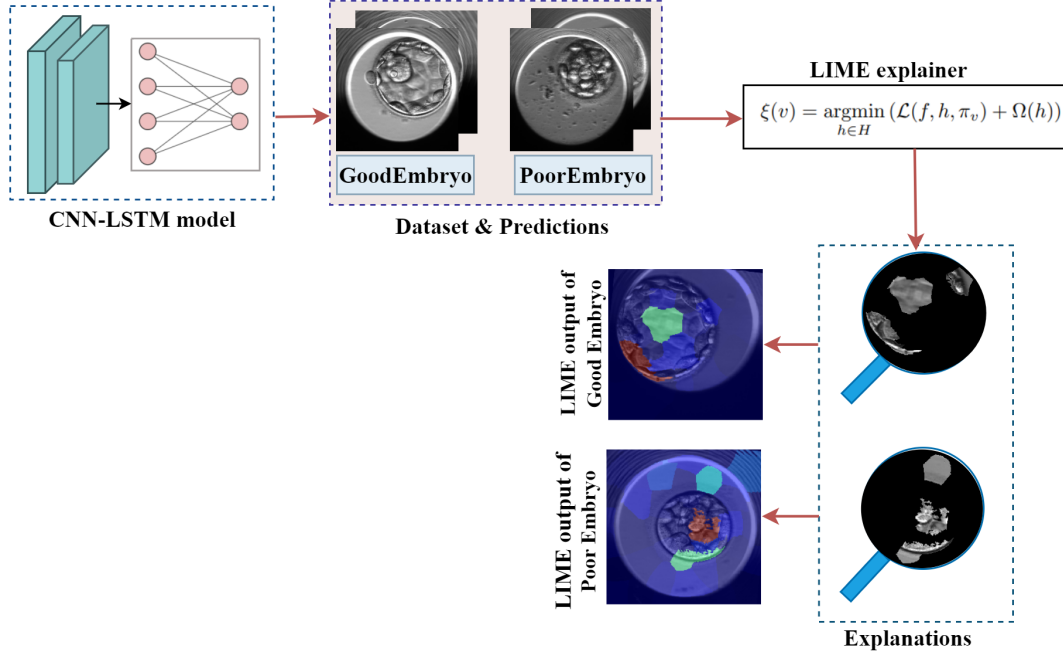 CNN-LSTM model
GoodEmbryo
PoorEmbryo
Dataset & Predictions
LIME explainer
ξ(v) = argmin (ℒ(f, h, π_v) + Ω(h))
h∈H
LIME output of
Good Embryo
LIME output of
Poor Embryo
Explanations